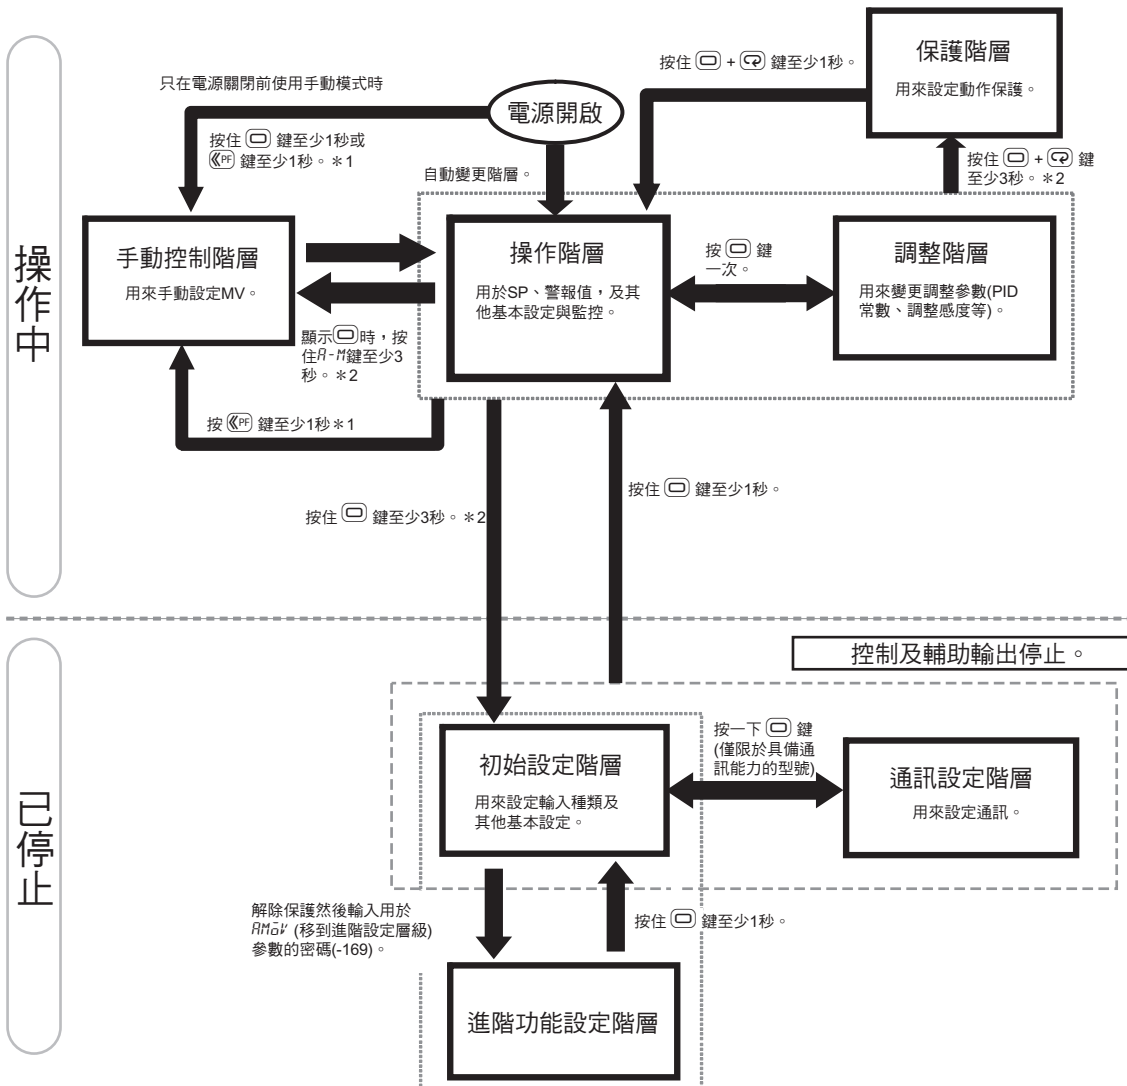 操作中
只在電源關閉前使用手動模式時
按住 鍵至少1秒或
《PF 鍵至少1秒。＊1
電源開啟
自動變更階層。
按住 + 鍵至少1秒。
保護階層
用來設定動作保護。
按住 + 鍵
至少3秒。＊2
手動控制階層
用來手動設定MV。
顯示 時，按
住A-M鍵至少3
秒。＊2
操作階層
用於SP、警報值，及其
他基本設定與監控。
按 鍵
一次。
調整階層
用來變更調整參數(PID
常數、調整感度等)。
按《PF 鍵至少1秒＊1
按住 鍵至少3秒。＊2
按住 鍵至少1秒。
已停止
控制及輔助輸出停止。
初始設定階層
用來設定輸入種類及
其他基本設定。
按一下 鍵
(僅限於具備通
訊能力的型號)
通訊設定階層
用來設定通訊。
解除保護然後輸入用於
AMoV (移到進階設定層級)
參數的密碼(-169)。
按住 鍵至少1秒。
進階功能設定階層